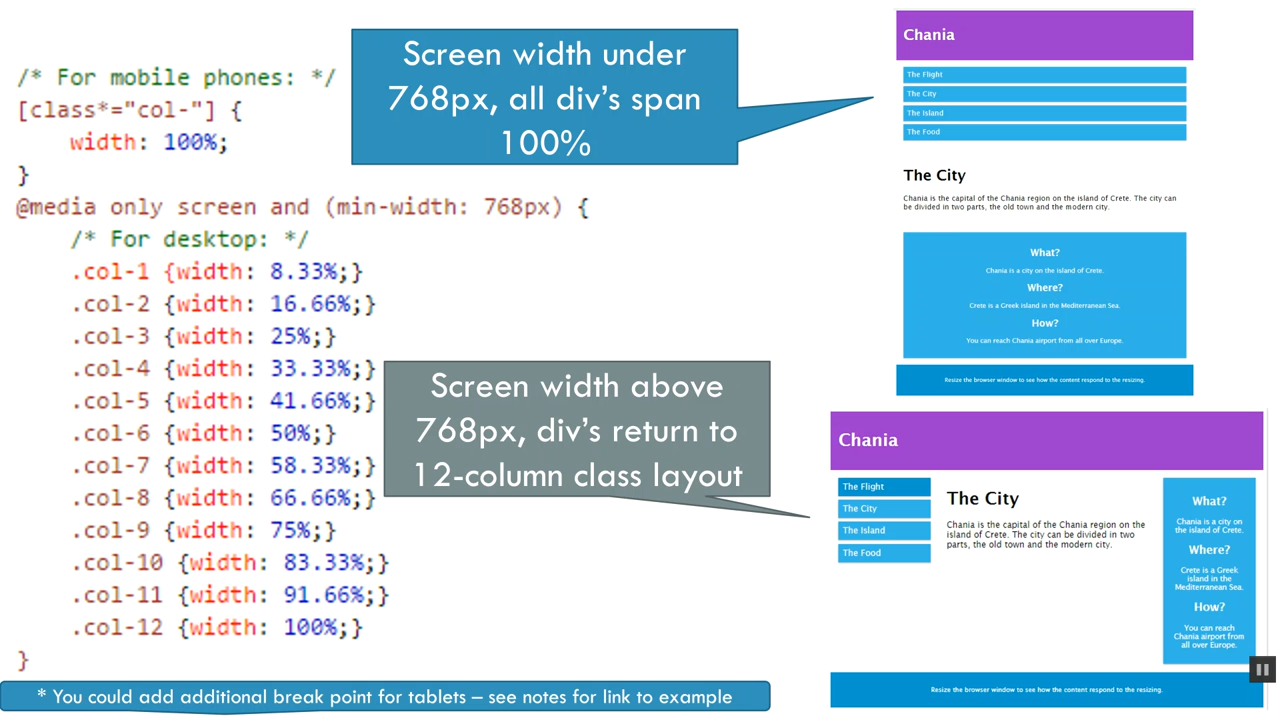 /* For mobile phones: */
[class*="col-"] {
width: 100%;
}
@media only screen and (min-width: 768px) {
/* For desktop: */
.col-1 {width: 8.33%;}
.col-2 {width: 16.66%;}
.col-3 {width: 25%;}
.col-4 {width: 33.33%;}
.col-5 {width: 41.66%;}
.col-6 {width: 50%;}
.col-7 {width: 58.33%;}
.col-8 {width: 66.66%;}
.col-9 {width: 75%;}
.col-10 {width: 83.33%;}
.col-11 {width: 91.66%;}
.col-12 {width: 100%;}
}
Screen width under
768px, all div’s span
100%
Screen width above
768px, div’s return to
12-column class layout
* You could add additional break point for tablets – see notes for link to example
Chania
The Flight
The City
The Island
The Food
The City
Chania is the capital of the Chania region on the island of Crete. The city can
be divided in two parts, the old town and the modern city.
What?
Chania is a city on the island of Crete.
Where?
Crete is a Greek island in the Mediterranean Sea.
How?
You can reach Chania airport from all over Europe.
Resize the browser window to see how the content respond to the resizing.
Chania
The Flight
The City
The Island
The Food
The City
Chania is the capital of the Chania region on the
island of Crete. The city can be divided in two
parts, the old town and the modern city.
What?
Chania is a city on
the island of Crete.
Where?
Crete is a Greek
island in the
Mediterranean Sea.
How?
You can reach
Chania airport from
all over Europe.
Resize the browser window to see how the content respond to the resizing.